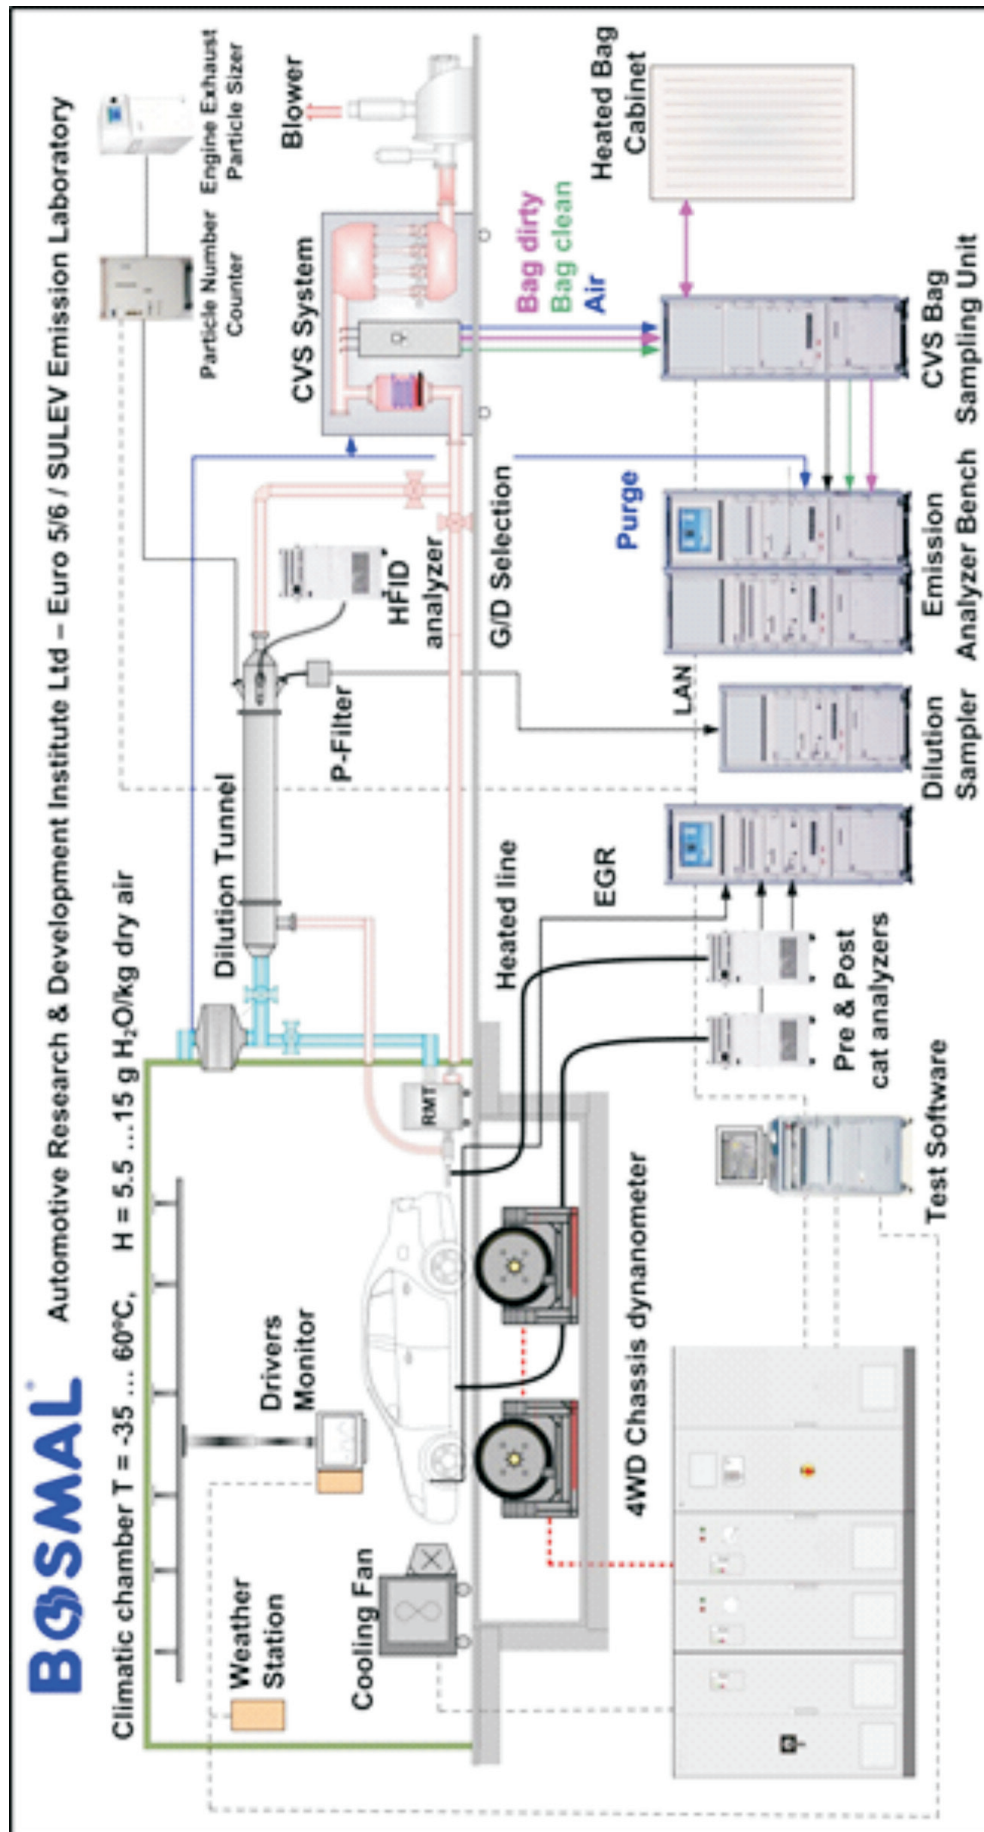 BOSMAL
Automotive Research & Development Institute Ltd – Euro 5/6 / SULEV Emission Laboratory
Climatic chamber T = -35 ... 60ºC, H = 5.5 ...15 g H₂O/kg dry air
Weather
Station
Drivers
Monitor
Cooling Fan
RMT
Dilution Tunnel
P-Filter
HFID
analyzer
Particle Number
Counter
Engine Exhaust
Particle Sizer
CVS System
Blower
Heated line
EGR
G/D Selection
LAN
Purge
Bag dirty
Bag clean
Air
Heated Bag
Cabinet
4WD Chassis dynanometer
Test Software
Pre & Post
cat analyzers
Dilution
Sampler
Emission
Analyzer Bench
CVS Bag
Sampling Unit